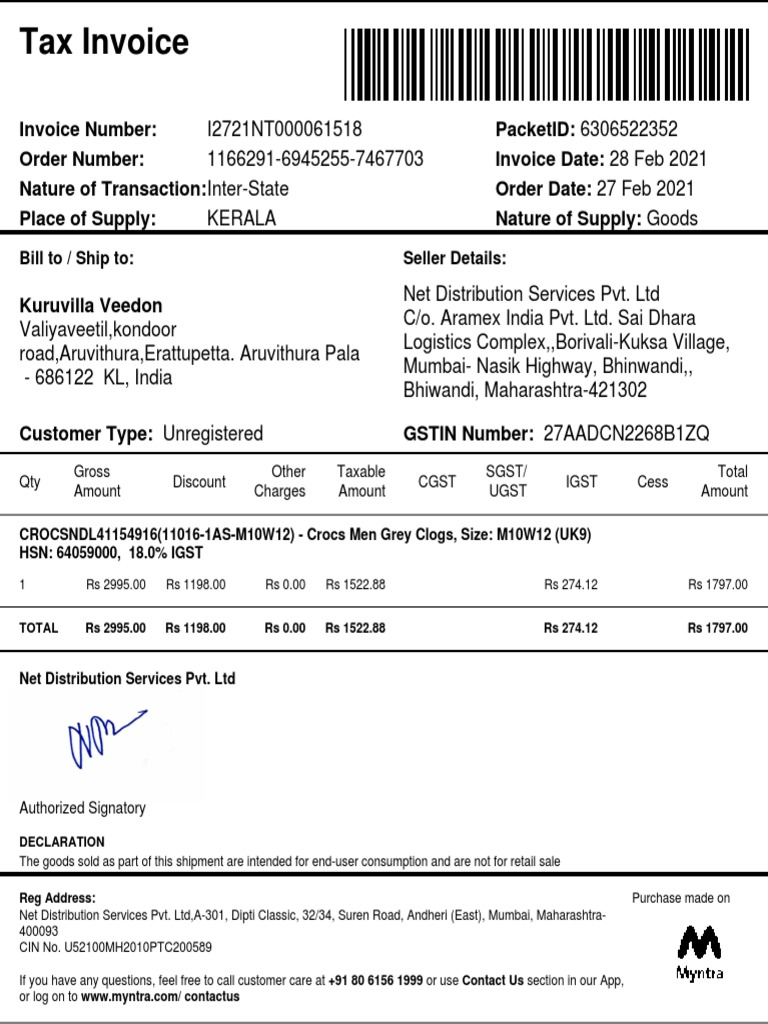 Tax Invoice
Invoice Number: I2721NT000061518
PacketID: 6306522352
Order Number: 1166291-6945255-7467703
Invoice Date: 28 Feb 2021
Nature of Transaction: Inter-State
Order Date: 27 Feb 2021
Place of Supply: KERALA
Nature of Supply: Goods
Bill to / Ship to:
Kuruvilla Veedon
Valiyaveetil,kondoor
road,Aruvithura,Erattupetta. Aruvithura Pala
- 686122 KL, India
Customer Type: Unregistered
Seller Details:
Net Distribution Services Pvt. Ltd
C/o. Aramex India Pvt. Ltd. Sai Dhara
Logistics Complex,,Borivali-Kuksa Village,
Mumbai- Nasik Highway, Bhinwandi,,
Bhiwandi, Maharashtra-421302
GSTIN Number: 27AADCN2268B1ZQ
Qty Gross Amount Discount Other Charges Taxable Amount CGST SGST/ UGST IGST Cess Total Amount
CROCSNDL41154916(11016-1AS-M10W12) - Crocs Men Grey Clogs, Size: M10W12 (UK9)
HSN: 64059000, 18.0% IGST
1 Rs 2995.00 Rs 1198.00 Rs 0.00 Rs 1522.88 Rs 274.12 Rs 1797.00
TOTAL Rs 2995.00 Rs 1198.00 Rs 0.00 Rs 1522.88 Rs 274.12 Rs 1797.00
Net Distribution Services Pvt. Ltd
Authorized Signatory
DECLARATION
The goods sold as part of this shipment are intended for end-user consumption and are not for retail sale
Reg Address:
Net Distribution Services Pvt. Ltd,A-301, Dipti Classic, 32/34, Suren Road, Andheri (East), Mumbai, Maharashtra-
400093
CIN No. U52100MH2010PTC200589
If you have any questions, feel free to call customer care at +91 80 6156 1999 or use Contact Us section in our App,
or log on to www.myntra.com/ contactus
Purchase made on
Myntra